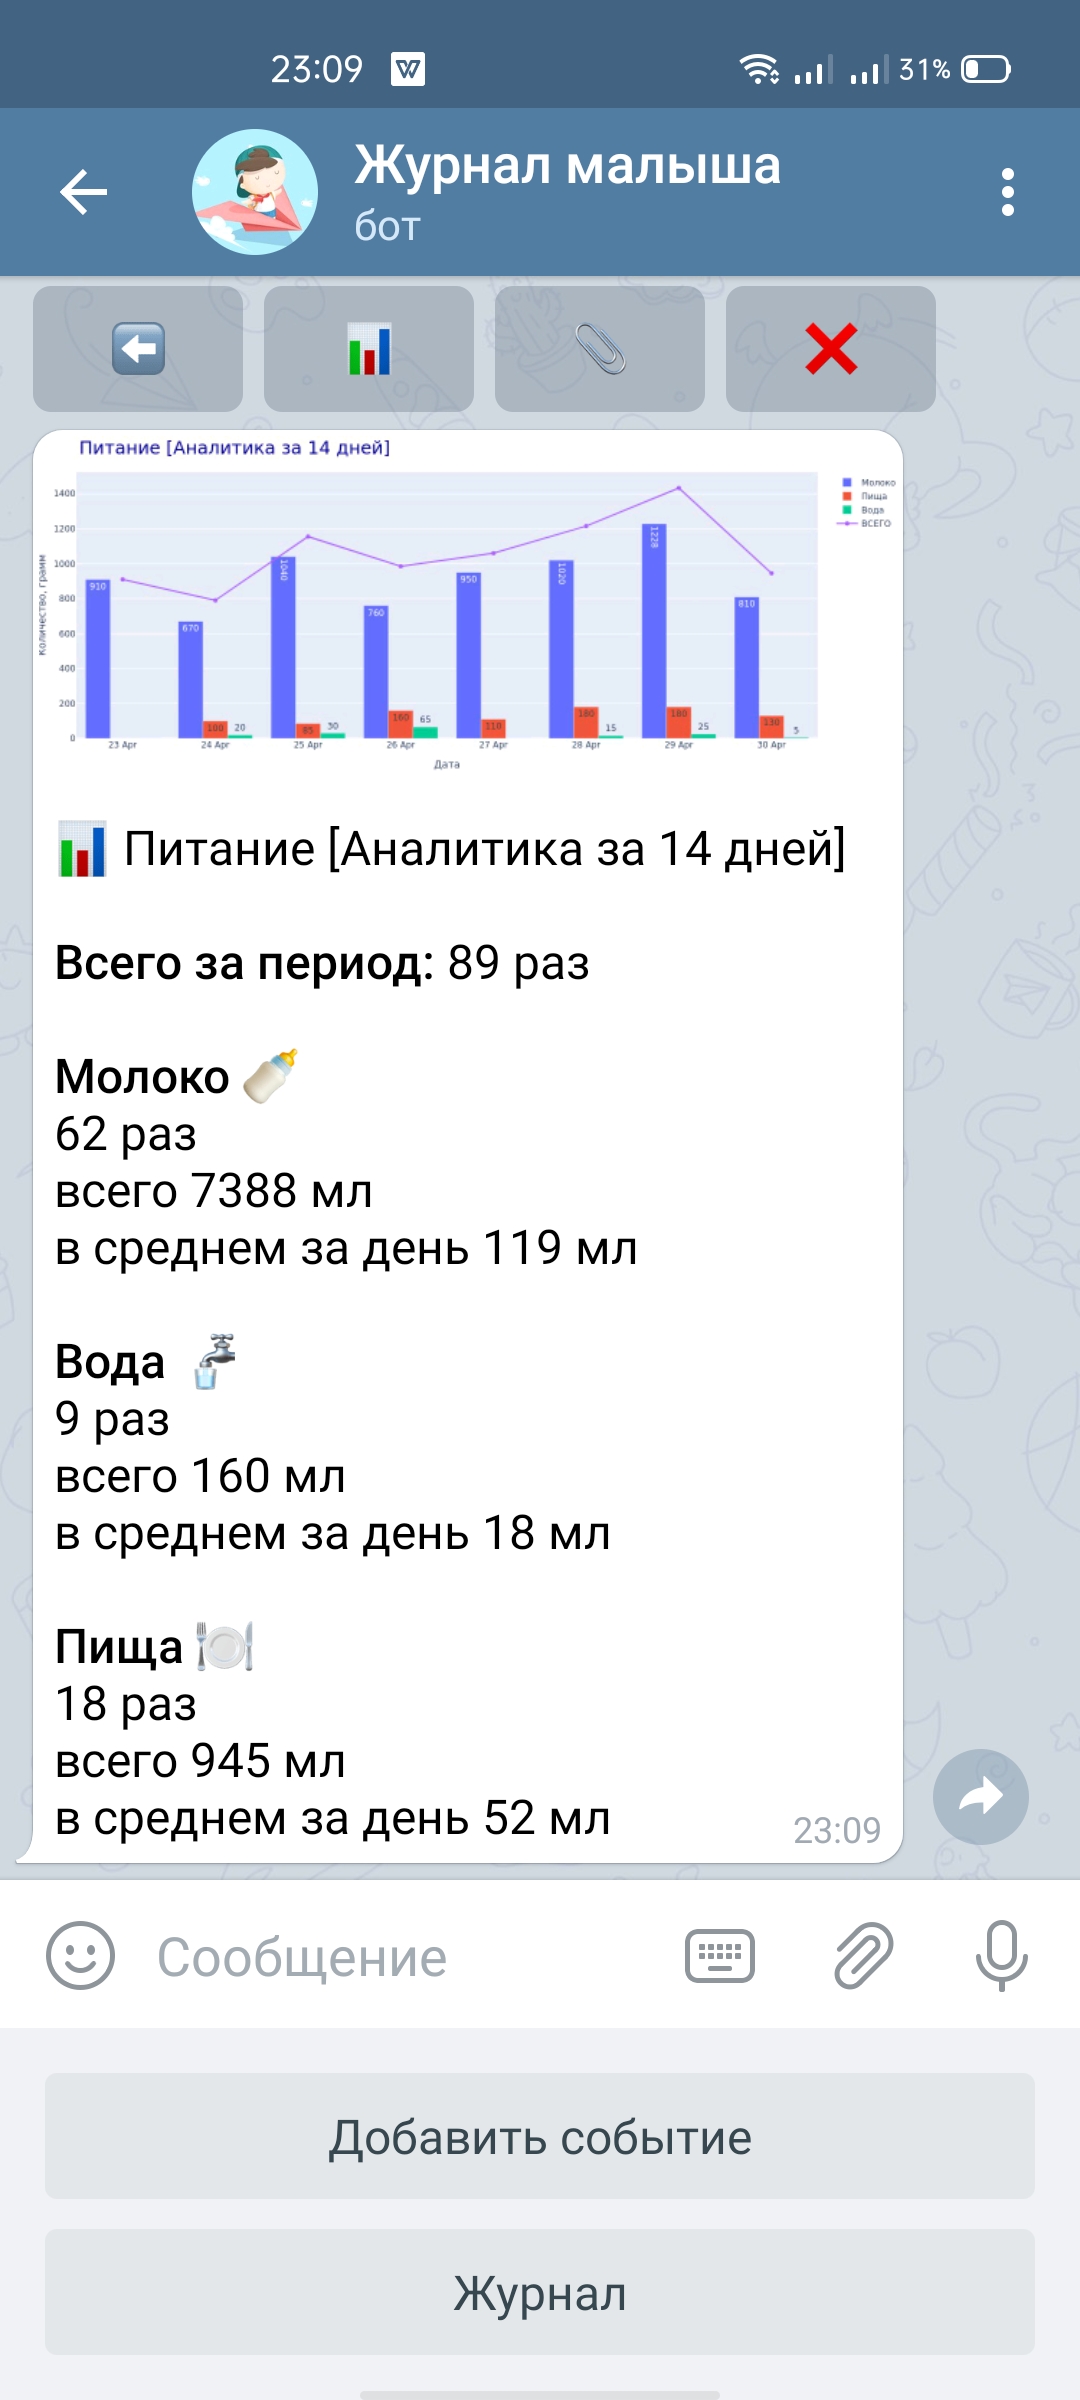 23:09
31%
Журнал малыша
бот
Питание [Аналитика за 14 дней]
Количество, грамм
1400
1200
1000
800
600
400
200
0
910
670
100
20
1040
85
30
760
160
65
950
110
1020
180
15
1228
180
25
810
130
5
23 Apr
24 Apr
25 Apr
26 Apr
27 Apr
28 Apr
29 Apr
30 Apr
Дата
Молоко
Пища
Вода
ВСЕГО
Питание [Аналитика за 14 дней]
Всего за период: 89 раз
Молоко
62 раз
всего 7388 мл
в среднем за день 119 мл
Вода
9 раз
всего 160 мл
в среднем за день 18 мл
Пища
18 раз
всего 945 мл
в среднем за день 52 мл
23:09
Сообщение
Добавить событие
Журнал